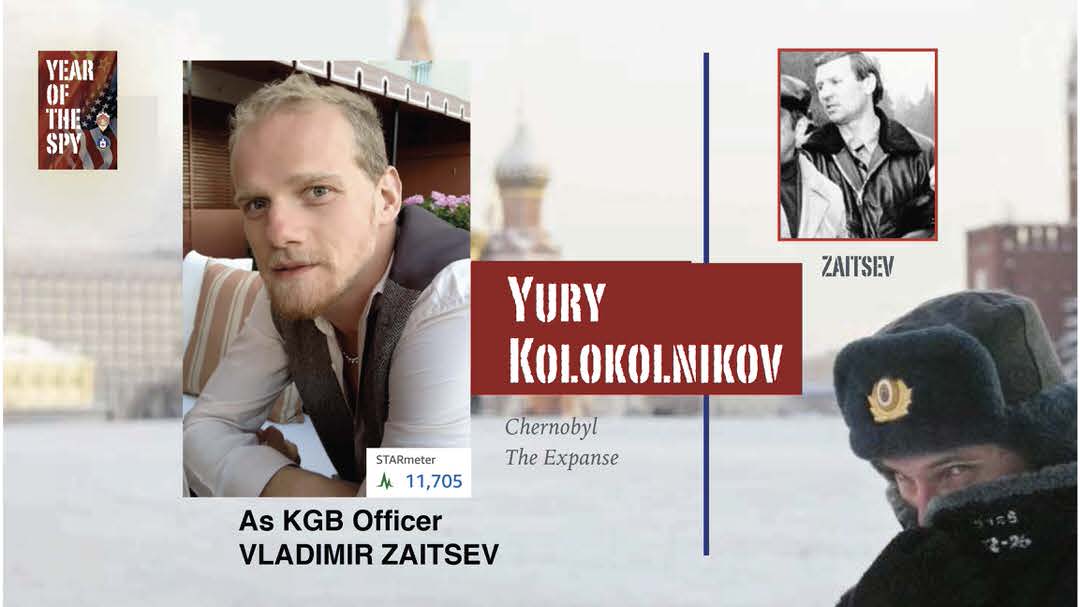 YEAR
OF
THE
SPY
ZAITSEV
YURY
KOLOKOLNIKOV
Chernobyl
The Expanse
STARmeter
11,705
As KGB Officer
VLADIMIR ZAITSEV